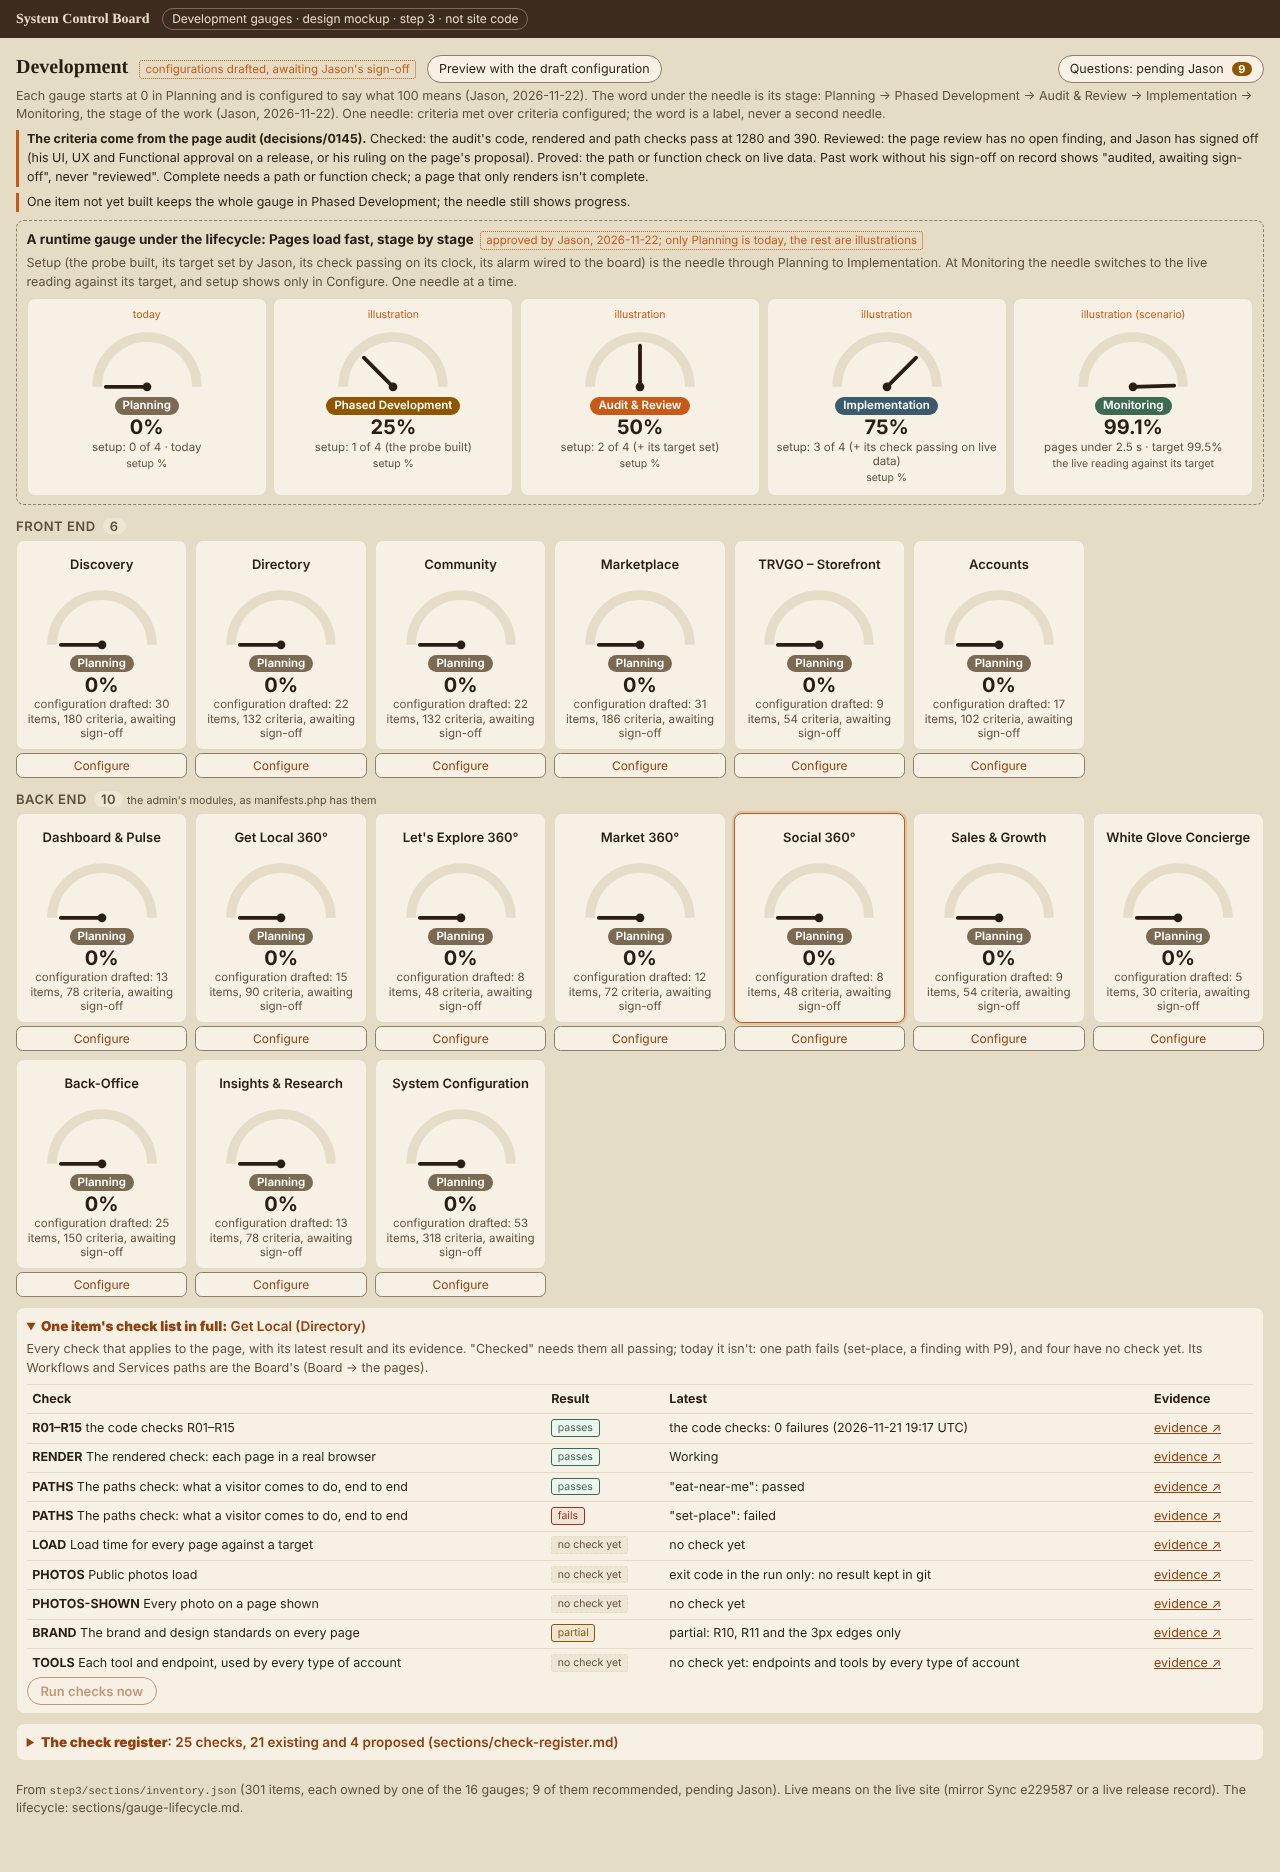 System Control Board
Development gauges · design mockup · step 3 · not site code
Development
configurations drafted, awaiting Jason's sign-off
Preview with the draft configuration
Questions: pending Jason 9
Each gauge starts at 0 in Planning and is configured to say what 100 means (Jason, 2026-11-22). The word under the needle is its stage: Planning → Phased Development → Audit & Review → Implementation →
Monitoring, the stage of the work (Jason, 2026-11-22). One needle: criteria met over criteria configured; the word is a label, never a second needle.
The criteria come from the page audit (decisions/0145). Checked: the audit's code, rendered and path checks pass at 1280 and 390. Reviewed: the page review has no open finding, and Jason has signed off
(his UI, UX and Functional approval on a release, or his ruling on the page's proposal). Proved: the path or function check on live data. Past work without his sign-off on record shows "audited, awaiting sign-
off", never "reviewed". Complete needs a path or function check; a page that only renders isn't complete.
One item not yet built keeps the whole gauge in Phased Development; the needle still shows progress.
A runtime gauge under the lifecycle: Pages load fast, stage by stage
approved by Jason, 2026-11-22; only Planning is today, the rest are illustrations
Setup (the probe built, its target set by Jason, its check passing on its clock, its alarm wired to the board) is the needle through Planning to Implementation. At Monitoring the needle switches to the live
reading against its target, and setup shows only in Configure. One needle at a time.
today
Planning
0%
setup: 0 of 4 · today
setup %
illustration
Phased Development
25%
setup: 1 of 4 (the probe built)
setup %
illustration
Audit & Review
50%
setup: 2 of 4 (+ its target set)
setup %
illustration
Implementation
75%
setup: 3 of 4 (+ its check passing on live
data)
setup %
illustration (scenario)
Monitoring
99.1%
pages under 2.5 s · target 99.5%
the live reading against its target
FRONT END 6
Discovery
Planning
0%
configuration drafted: 30
items, 180 criteria, awaiting
sign-off
Configure
Directory
Planning
0%
configuration drafted: 22
items, 132 criteria, awaiting
sign-off
Configure
Community
Planning
0%
configuration drafted: 22
items, 132 criteria, awaiting
sign-off
Configure
Marketplace
Planning
0%
configuration drafted: 31
items, 186 criteria, awaiting
sign-off
Configure
TRVGO – Storefront
Planning
0%
configuration drafted: 9
items, 54 criteria, awaiting
sign-off
Configure
Accounts
Planning
0%
configuration drafted: 17
items, 102 criteria, awaiting
sign-off
Configure
BACK END 10 the admin's modules, as manifests.php has them
Dashboard & Pulse
Planning
0%
configuration drafted: 13
items, 78 criteria, awaiting
sign-off
Configure
Get Local 360°
Planning
0%
configuration drafted: 15
items, 90 criteria, awaiting
sign-off
Configure
Let's Explore 360°
Planning
0%
configuration drafted: 8
items, 48 criteria, awaiting
sign-off
Configure
Market 360°
Planning
0%
configuration drafted: 12
items, 72 criteria, awaiting
sign-off
Configure
Social 360°
Planning
0%
configuration drafted: 8
items, 48 criteria, awaiting
sign-off
Configure
Sales & Growth
Planning
0%
configuration drafted: 9
items, 54 criteria, awaiting
sign-off
Configure
White Glove Concierge
Planning
0%
configuration drafted: 5
items, 30 criteria, awaiting
sign-off
Configure
Back-Office
Planning
0%
configuration drafted: 25
items, 150 criteria, awaiting
sign-off
Configure
Insights & Research
Planning
0%
configuration drafted: 13
items, 78 criteria, awaiting
sign-off
Configure
System Configuration
Planning
0%
configuration drafted: 53
items, 318 criteria, awaiting
sign-off
Configure
▼ One item's check list in full: Get Local (Directory)
Every check that applies to the page, with its latest result and its evidence. "Checked" needs them all passing; today it isn't: one path fails (set-place, a finding with P9), and four have no check yet. Its
Workflows and Services paths are the Board's (Board → the pages).
Check Result Latest Evidence
R01–R15 the code checks R01–R15 passes the code checks: 0 failures (2026-11-21 19:17 UTC) evidence ↗
RENDER The rendered check: each page in a real browser passes Working evidence ↗
PATHS The paths check: what a visitor comes to do, end to end passes "eat-near-me": passed evidence ↗
PATHS The paths check: what a visitor comes to do, end to end fails "set-place": failed evidence ↗
LOAD Load time for every page against a target no check yet no check yet evidence ↗
PHOTOS Public photos load no check yet exit code in the run only: no result kept in git evidence ↗
PHOTOS-SHOWN Every photo on a page shown no check yet no check yet evidence ↗
BRAND The brand and design standards on every page partial partial: R10, R11 and the 3px edges only evidence ↗
TOOLS Each tool and endpoint, used by every type of account no check yet no check yet: endpoints and tools by every type of account evidence ↗
Run checks now
▶ The check register: 25 checks, 21 existing and 4 proposed (sections/check-register.md)
From step3/sections/inventory.json (301 items, each owned by one of the 16 gauges; 9 of them recommended, pending Jason). Live means on the live site (mirror Sync e229587 or a live release record). The
lifecycle: sections/gauge-lifecycle.md.